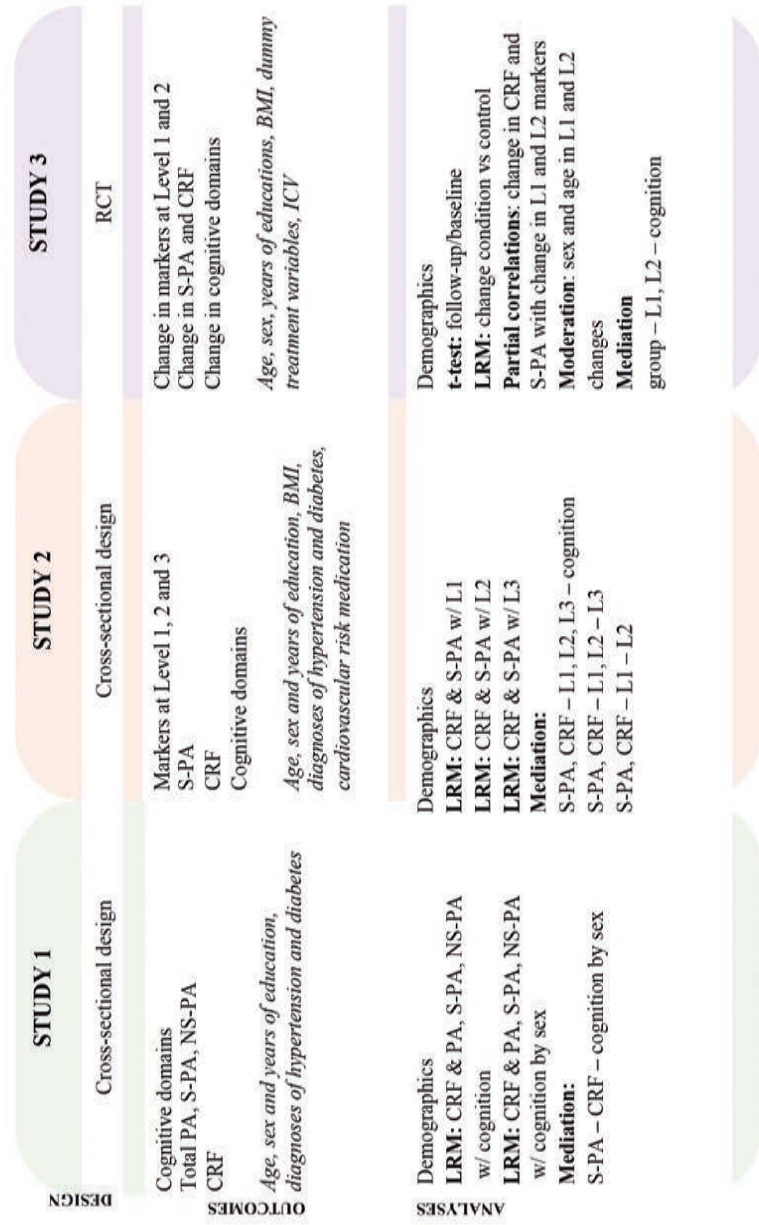 STUDY 1
STUDY 2
STUDY 3
DESIGN
Cross-sectional design
Cross-sectional design
RCT
OUTCOMES
Cognitive domains
Total PA, S-PA, NS-PA
CRF
Age, sex and years of education,
diagnoses of hypertension and diabetes
Markers at Level 1, 2 and 3
S-PA
CRF
Cognitive domains
Age, sex and years of education, BMI,
diagnoses of hypertension and diabetes,
cardiovascular risk medication
Change in markers at Level 1 and 2
Change in S-PA and CRF
Change in cognitive domains
Age, sex, years of educations, BMI, dummy
treatment variables, ICV
ANALYSES
Demographics
LRM: CRF & PA, S-PA, NS-PA
w/ cognition
LRM: CRF & PA, S-PA, NS-PA
w/ cognition by sex
Mediation:
S-PA – CRF – cognition by sex
Demographics
LRM: CRF & S-PA w/ L1
LRM: CRF & S-PA w/ L2
LRM: CRF & S-PA w/ L3
Mediation:
S-PA, CRF – L1, L2, L3 – cognition
S-PA, CRF – L1, L2 – L3
S-PA, CRF – L1 – L2
Demographics
t-test: follow-up/baseline
LRM: change condition vs control
Partial correlations: change in CRF and
S-PA with change in L1 and L2 markers
Moderation: sex and age in L1 and L2
changes
Mediation
group – L1, L2 – cognition